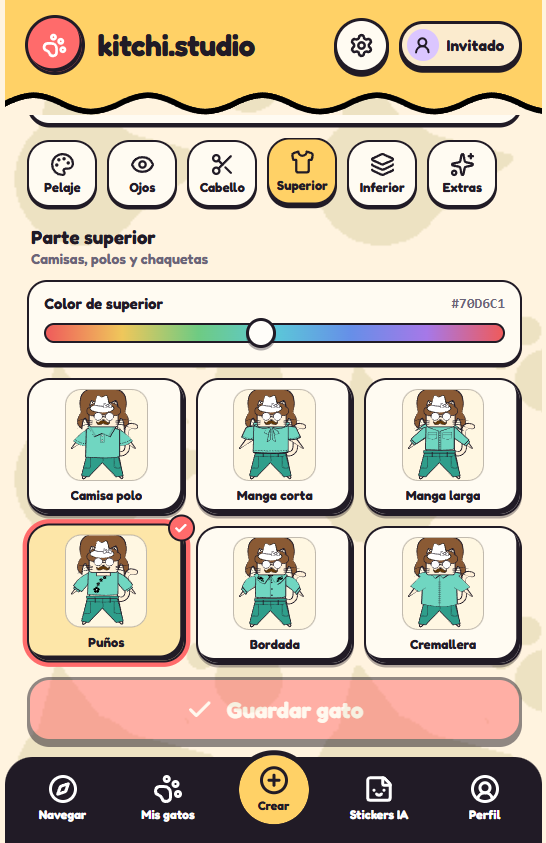 kitchi.studio
Invitado
Pelaje
Ojos
Cabello
Superior
Inferior
Extras
Parte superior
Camisas, polos y chaquetas
Color de superior
#70D6C1
Camisa polo
Manga corta
Manga larga
Puños
Bordada
Cremallera
Guardar gato
Navegar
Mis gatos
Crear
Stickers IA
Perfil